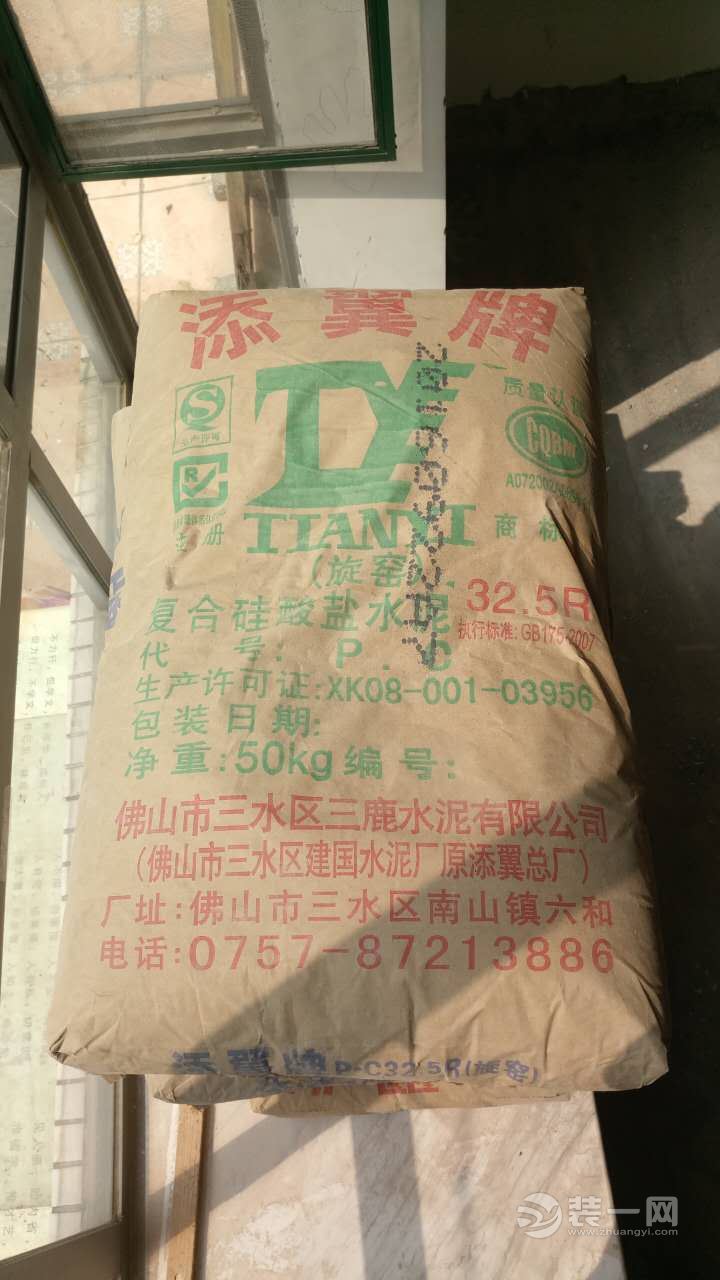 添翼牌
质量认
CQBM
R
TIANYI 商标
(旋窑)
复合硅酸盐水泥 32.5R
执行标准:GB175-2007
代 号: P.C
生产许可证:XK08-001-03956
包装日期:
净重:50kg 编号:
佛山市三水区三鹿水泥有限公司
(佛山市三水区建国水泥厂原添翼总厂)
厂址:佛山市三水区南山镇六和
电话:0757-87213886
添翼牌 P·C32.5R(旋窑)
装一网
www.zhuangyi.com